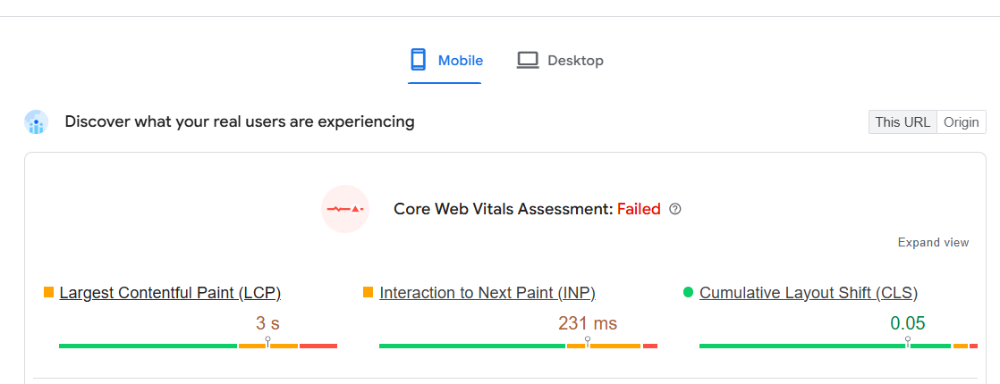 Mobile Desktop
Discover what your real users are experiencing This URL Origin
Core Web Vitals Assessment: Failed
Expand view
Largest Contentful Paint (LCP) Interaction to Next Paint (INP) Cumulative Layout Shift (CLS)
3 s 231 ms 0.05